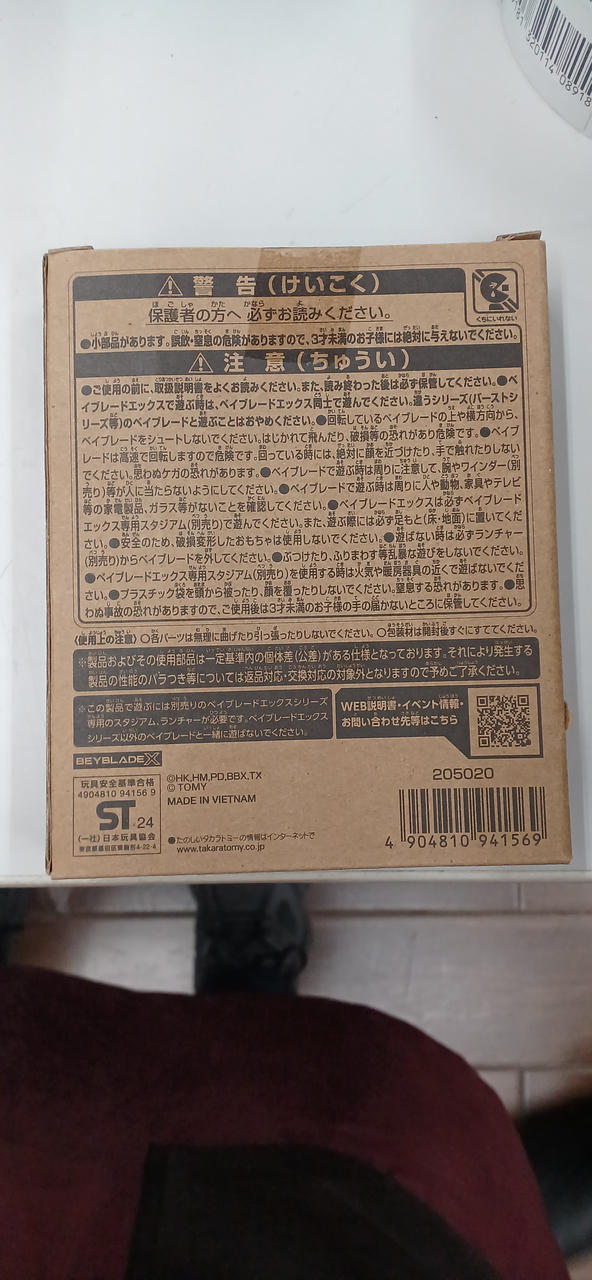 320114 08918
警告(けいこく)
くちにいれない
保護者の方へ 必ずお読みください。
●小部品があります。誤飲・窒息の危険がありますので、3才未満のお子様には絶対に与えないでください。
注意(ちゅうい)
●ご使用の前に、取扱説明書をよくお読みください。また、読み終わった後は必ず保管してください。●ベ
イブレードエックスで遊ぶ時は、ベイブレードエックス同士で遊んでください。違うシリーズ(バーストシ
リーズ等)のベイブレードと遊ぶことはおやめください。●回転しているベイブレードの上や横方向から、
ベイブレードをシュートしないでください。はじかれて飛んだり、破損等の恐れがあり危険です。●ベイブ
レードは高速で回転しますので危険です。回っている時には、絶対に顔を近づけたり、手で触れたりしない
でください。思わぬケガの恐れがあります。●ベイブレードで遊ぶ時は周りに注意して、腕やワインダー(別
売り)等が人に当たらないようにしてください。●ベイブレードで遊ぶ時は周りに人や動物、家具やテレビ
等の家電製品、ガラス等がないことを確認してください。●ベイブレードエックスは必ずベイブレード
エックス専用スタジアム(別売り)で遊んでください。また、遊ぶ際には必ず足もと(床・地面)に置いてくだ
さい。●安全のため、破損、変形したおもちゃは使用しないでください。●遊ばない時は必ずランチャー
(別売り)からベイブレードを外してください。●ぶつけたり、ふりまわす等乱暴な遊びをしないでください。
●ベイブレードエックス専用スタジアム(別売り)を使用する時は火気や暖房器具の近くで遊ばないでくだ
さい。●プラスチック袋を頭から被ったり、顔を覆ったりしないでください。窒息する恐れがあります。●思
わぬ事故の恐れがありますので、ご使用後は3才未満のお子様の手の届かないところに保管してください。
〈使用上の注意〉○各パーツは無理に曲げたり引っ張ったりしないでください。○包装材は開封後すぐにすててください。
※製品およびその使用部品は一定基準内の個体差(公差)がある仕様となっております。それにより発生する
製品の性能のバラつき等については返品対応・交換対応の対象外となりますので予めご了承ください。
※この製品で遊ぶには別売りのベイブレードエックスシリーズ
専用のスタジアム、ランチャーが必要です。ベイブレードエックス
シリーズ以外のベイブレードと一緒に遊ばないでください。
WEB説明書・イベント情報・
お問い合わせ先等はこちら
BEYBLADE X
玩具安全基準合格
4904810 94156 9
ST 24
(一社)日本玩具協会
東京都墨田区東駒形4-22-4
©HK,HM,PD,BBX,TX
© TOMY
MADE IN VIETNAM
●たのしいタカラトミーの情報はインターネットで
www.takaratomy.co.jp
205020
4 904810 941569